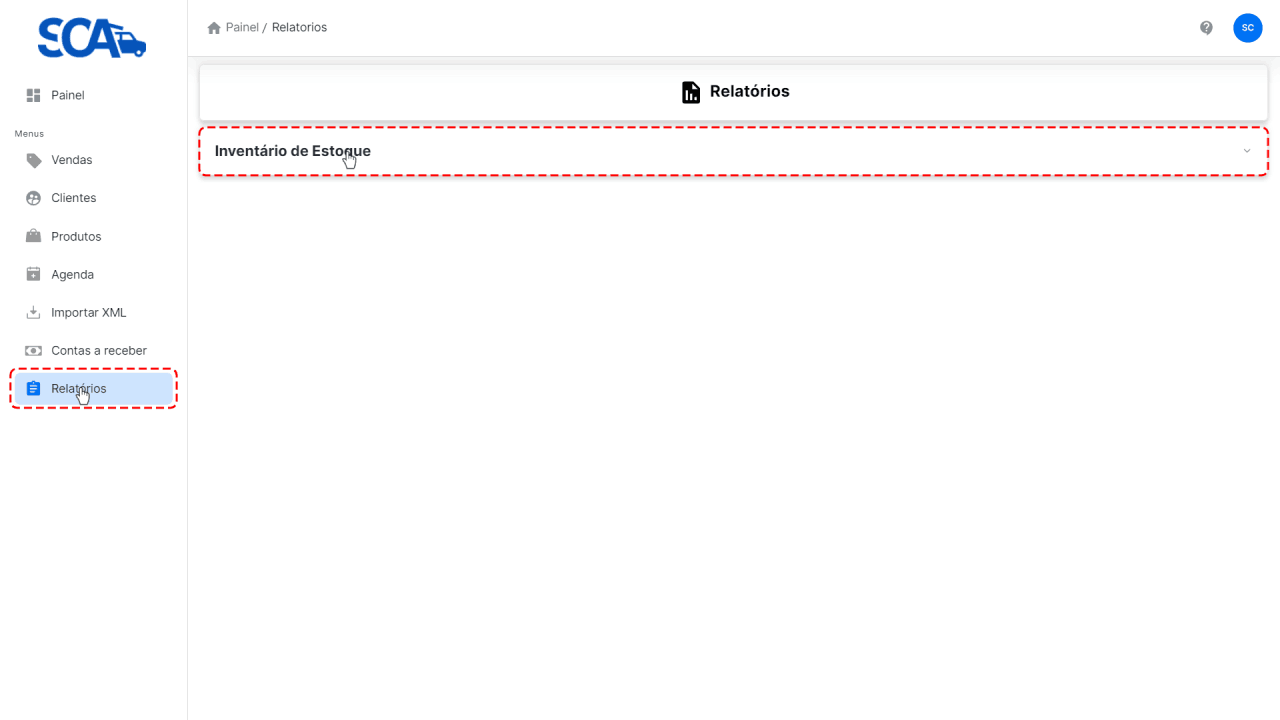 SCA
Painel / Relatorios
SC
Painel
Relatórios
Menus
Inventário de Estoque
Vendas
Clientes
Produtos
Agenda
Importar XML
Contas a receber
Relatórios